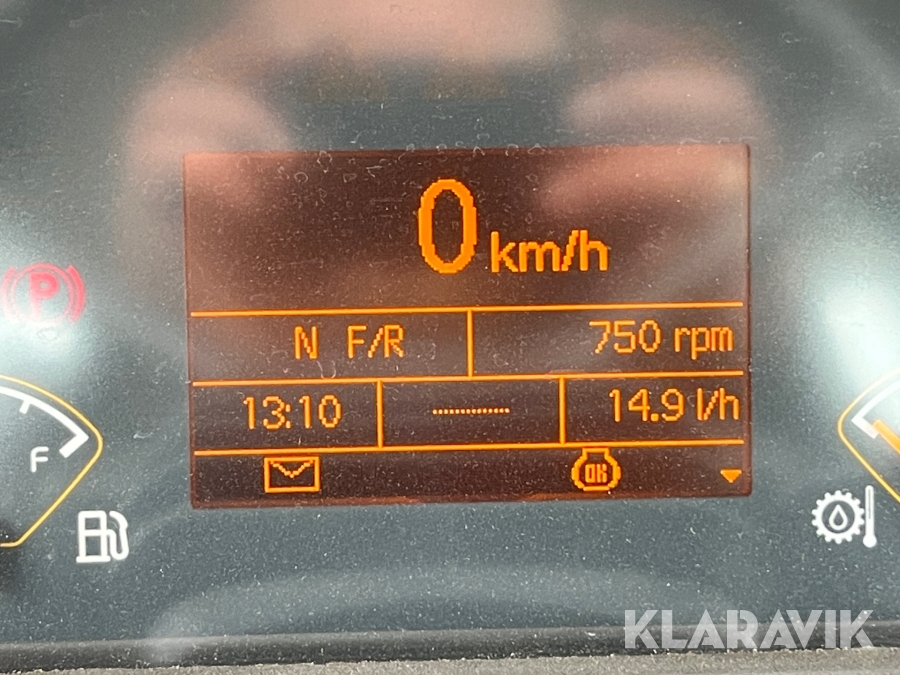 0 km/h
P
N F/R 750 rpm
13:10 ............. 14.9 l/h
F
OK
KLARAVIK